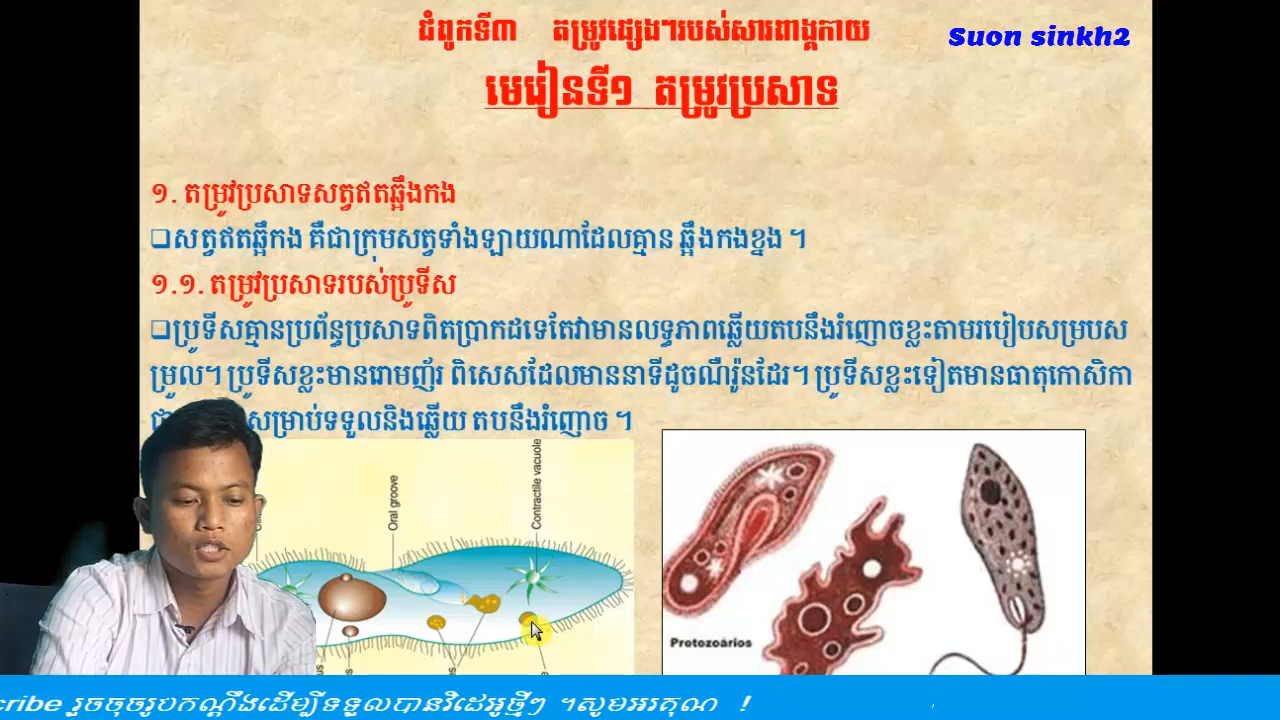 ជំពូកទី៣ តម្រូវផ្សេងៗរបស់សារពាង្គកាយ
Suon sinkh2
មេរៀនទី១ តម្រូវប្រសាទ
១. តម្រូវប្រសាទសត្វឥតឆ្អឹងកង
❑សត្វឥតឆ្អឹកង គឺជាក្រុមសត្វទាំងឡាយណាដែលគ្មាន ឆ្អឹងកងខ្នង ។
១.១. តម្រូវប្រសាទរបស់ប្រូទីស
❑ប្រូទីសគ្មានប្រព័ន្ធប្រសាទពិតប្រាកដទេតែវាមានលទ្ធភាពឆ្លើយតបនឹងរំញោចខ្លះតាមរបៀបសម្របស
ម្រួល។ ប្រូទីសខ្លះមានរោមញ័រ ពិសេសដែលមាននាទីដូចណឺរ៉ូនដែរ។ ប្រូទីសខ្លះទៀតមានធាតុកោសិកា
សម្រាប់ទទួលនិងឆ្លើយ តបនឹងរំញោច ។
Oral groove
Contractile vacuole
Protozoários
cribe រួចចុចរូបកណ្ដឹងដើម្បីទទួលបានវិដេអូថ្មីៗ ។សូមអរគុណ !